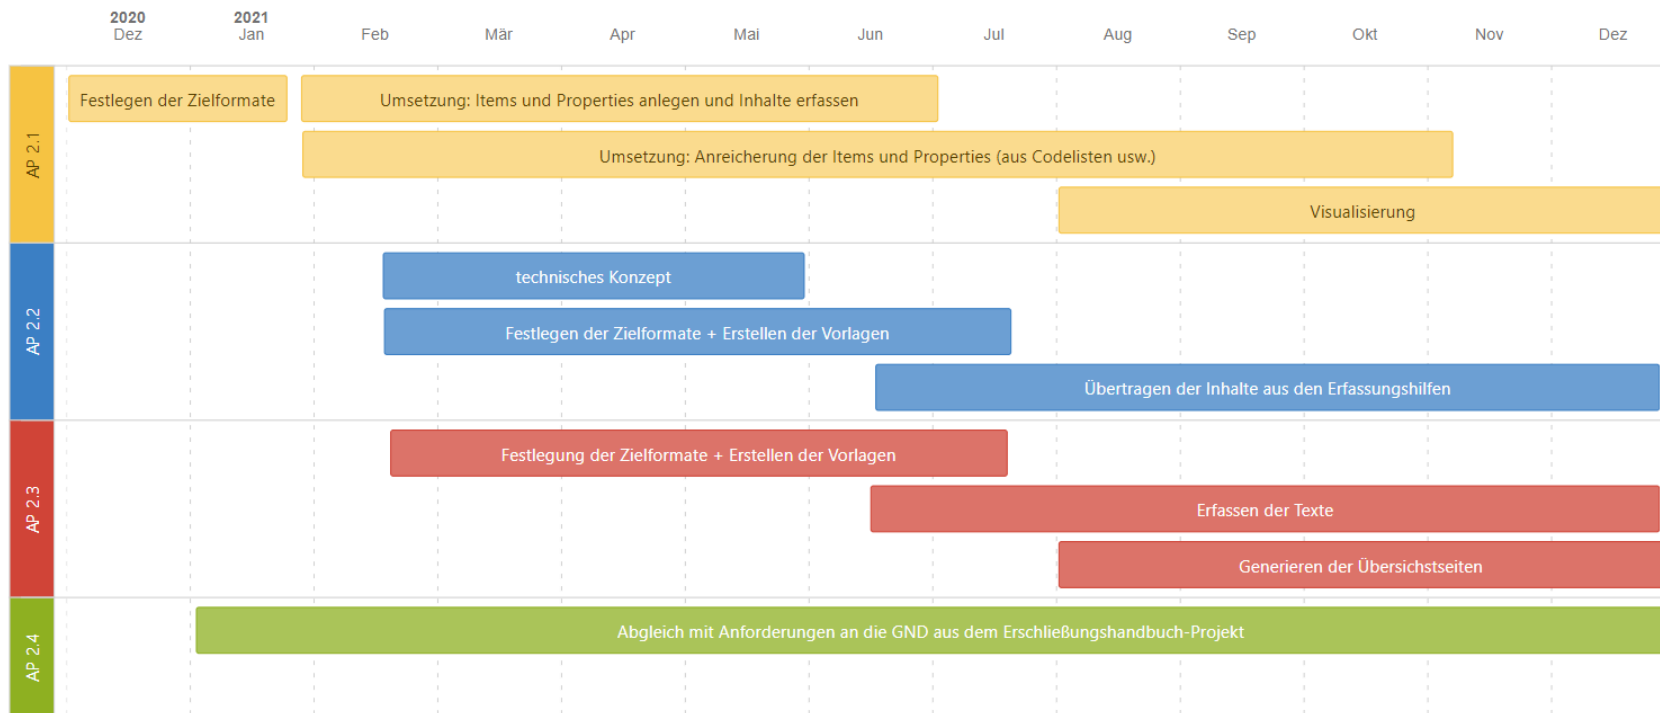 2020
2021
Dez Jan Feb Mär Apr Mai Jun Jul Aug Sep Okt Nov Dez
AP 2.1
Festlegen der Zielformate
Umsetzung: Items und Properties anlegen und Inhalte erfassen
Umsetzung: Anreicherung der Items und Properties (aus Codelisten usw.)
Visualisierung
AP 2.2
technisches Konzept
Festlegen der Zielformate + Erstellen der Vorlagen
Übertragen der Inhalte aus den Erfassungshilfen
AP 2.3
Festlegung der Zielformate + Erstellen der Vorlagen
Erfassen der Texte
Generieren der Übersichstseiten
AP 2.4
Abgleich mit Anforderungen an die GND aus dem Erschließungshandbuch-Projekt